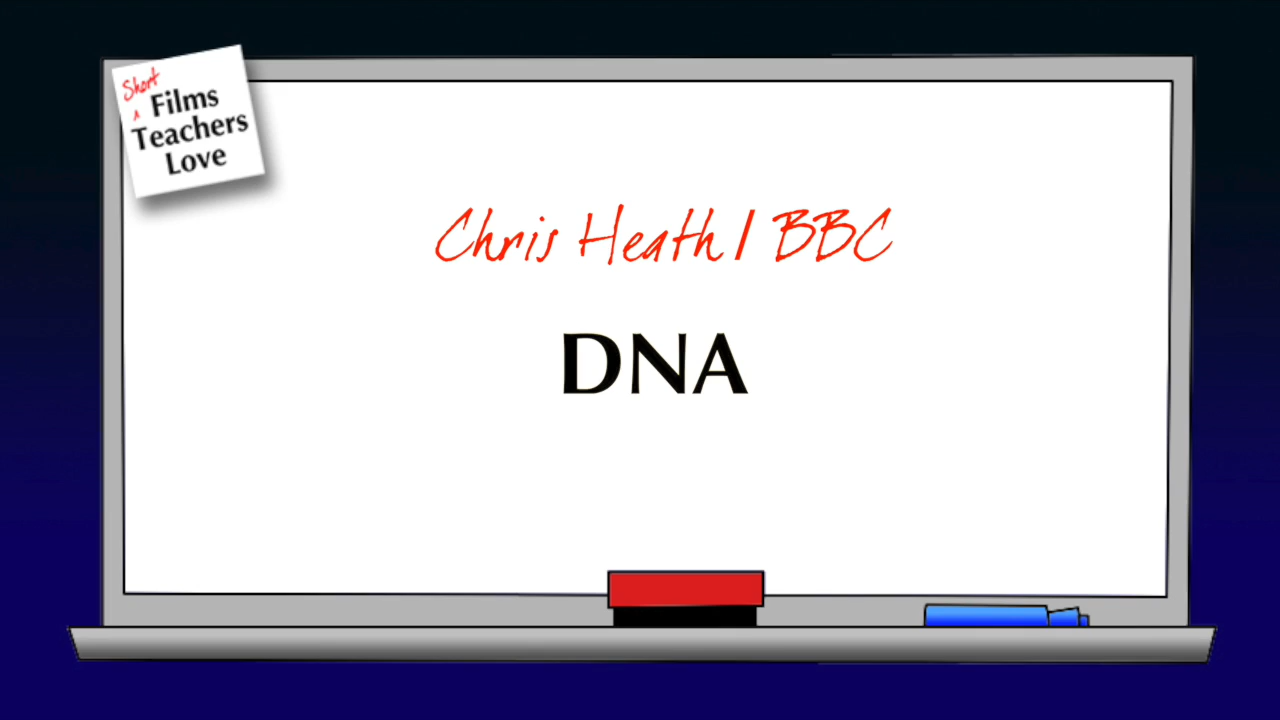 Short
^ Films
Teachers
Love
Chris Heath / BBC
DNA